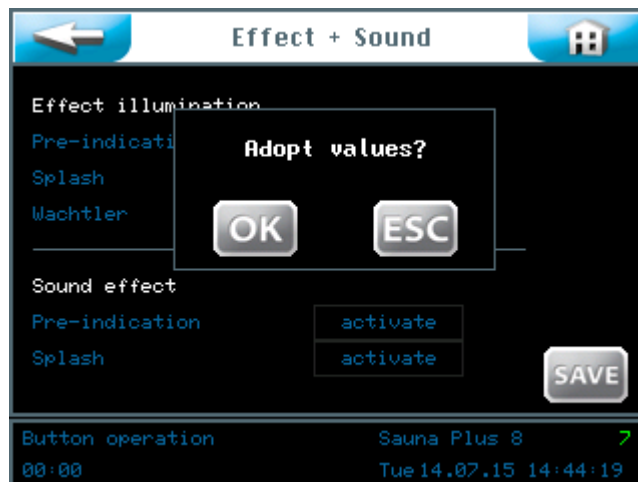 Effect + Sound
Effect illumination
Pre-indicati
Adopt values?
Splash
Wachtler
OK ESC
Sound effect
Pre-indication activate
Splash activate
SAVE
Button operation Sauna Plus 8 7
00:00 Tue 14.07.15 14:44:19